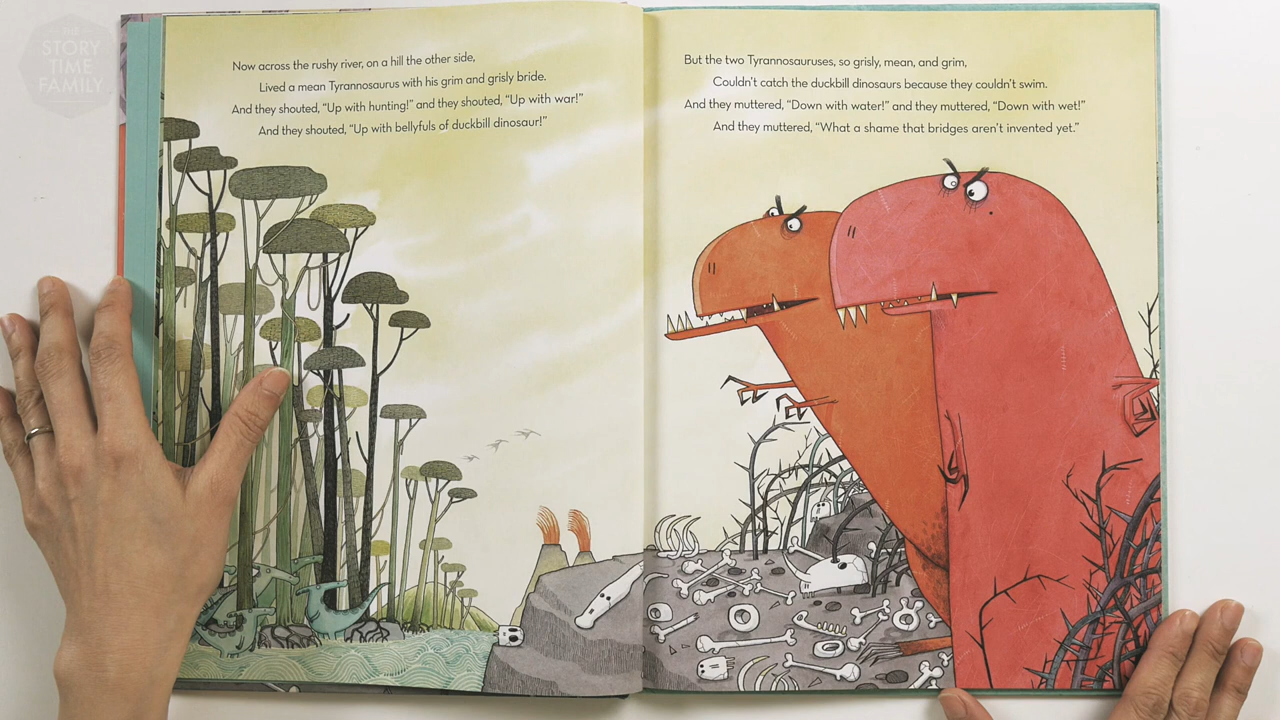 THE
STORY
TIME
FAMILY
Now across the rushy river, on a hill the other side,
Lived a mean Tyrannosaurus with his grim and grisly bride.
And they shouted, “Up with hunting!” and they shouted, “Up with war!”
And they shouted, “Up with bellyfuls of duckbill dinosaur!”
But the two Tyrannosauruses, so grisly, mean, and grim,
Couldn’t catch the duckbill dinosaurs because they couldn’t swim.
And they muttered, “Down with water!” and they muttered, “Down with wet!”
And they muttered, “What a shame that bridges aren’t invented yet.”